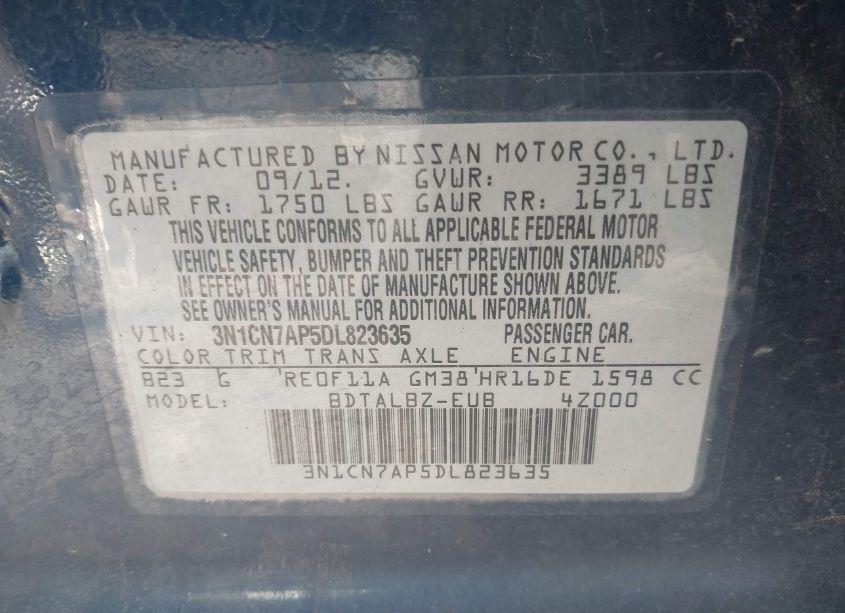 MANUFACTURED BY NISSAN MOTOR CO., LTD.
DATE: 09/12. GVWR: 3389 LBS
GAWR FR: 1750 LBS GAWR RR: 1671 LBS
THIS VEHICLE CONFORMS TO ALL APPLICABLE FEDERAL MOTOR
VEHICLE SAFETY, BUMPER AND THEFT PREVENTION STANDARDS
IN EFFECT ON THE DATE OF MANUFACTURE SHOWN ABOVE.
SEE OWNER'S MANUAL FOR ADDITIONAL INFORMATION.
VIN: 3N1CN7AP5DL823635 PASSENGER CAR.
COLOR TRIM TRANS AXLE ENGINE
B23 G 'RE0F11A GM38'HR16DE 1598 CC
MODEL: BDTALBZ-EUB 4Z000
3N1CN7AP5DL823635